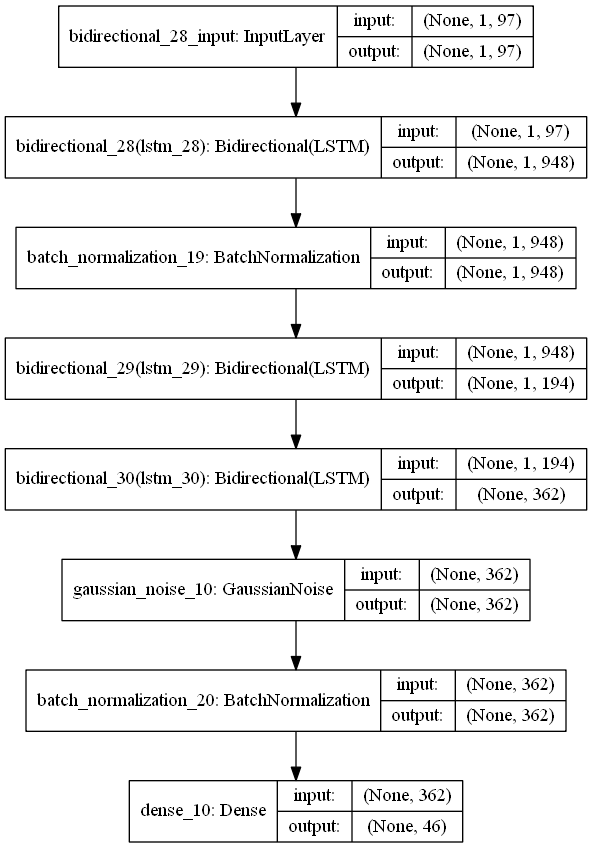 bidirectional_28_input: InputLayer
input: (None, 1, 97)
output: (None, 1, 97)
bidirectional_28(lstm_28): Bidirectional(LSTM)
input: (None, 1, 97)
output: (None, 1, 948)
batch_normalization_19: BatchNormalization
input: (None, 1, 948)
output: (None, 1, 948)
bidirectional_29(lstm_29): Bidirectional(LSTM)
input: (None, 1, 948)
output: (None, 1, 194)
bidirectional_30(lstm_30): Bidirectional(LSTM)
input: (None, 1, 194)
output: (None, 362)
gaussian_noise_10: GaussianNoise
input: (None, 362)
output: (None, 362)
batch_normalization_20: BatchNormalization
input: (None, 362)
output: (None, 362)
dense_10: Dense
input: (None, 362)
output: (None, 46)